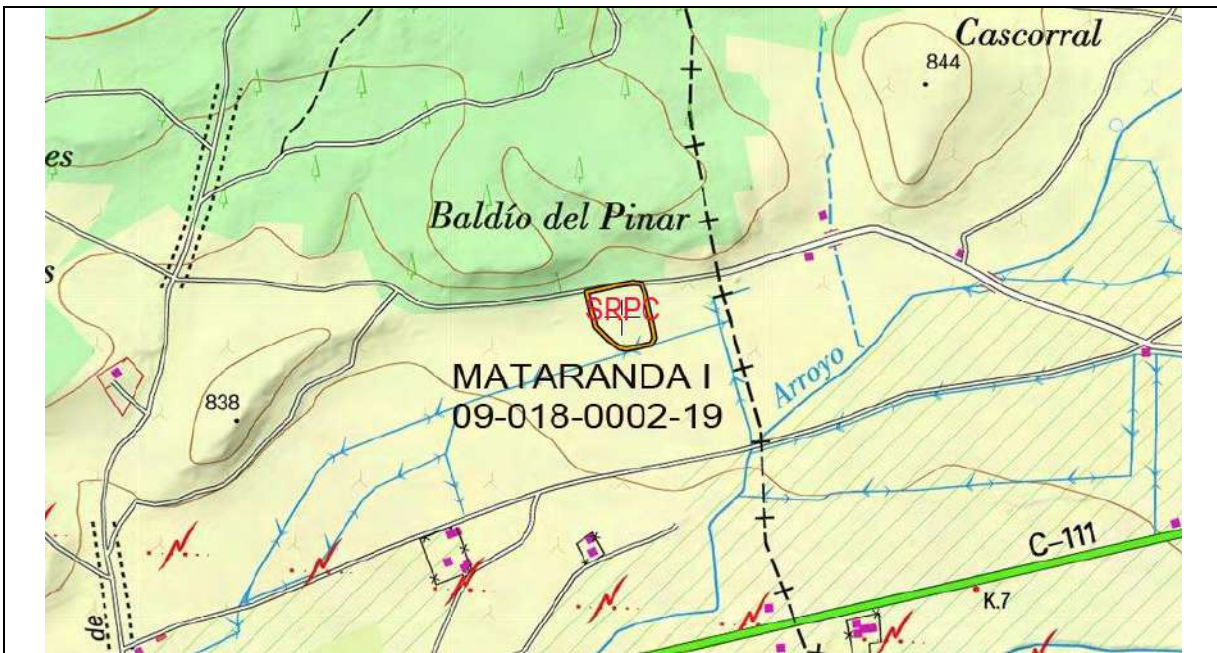 Cascorral
844
es
Baldío del Pinar
s
SRPC
MATARANDA I
09-018-0002-19
Arroyo
838
C-111
K.7
de